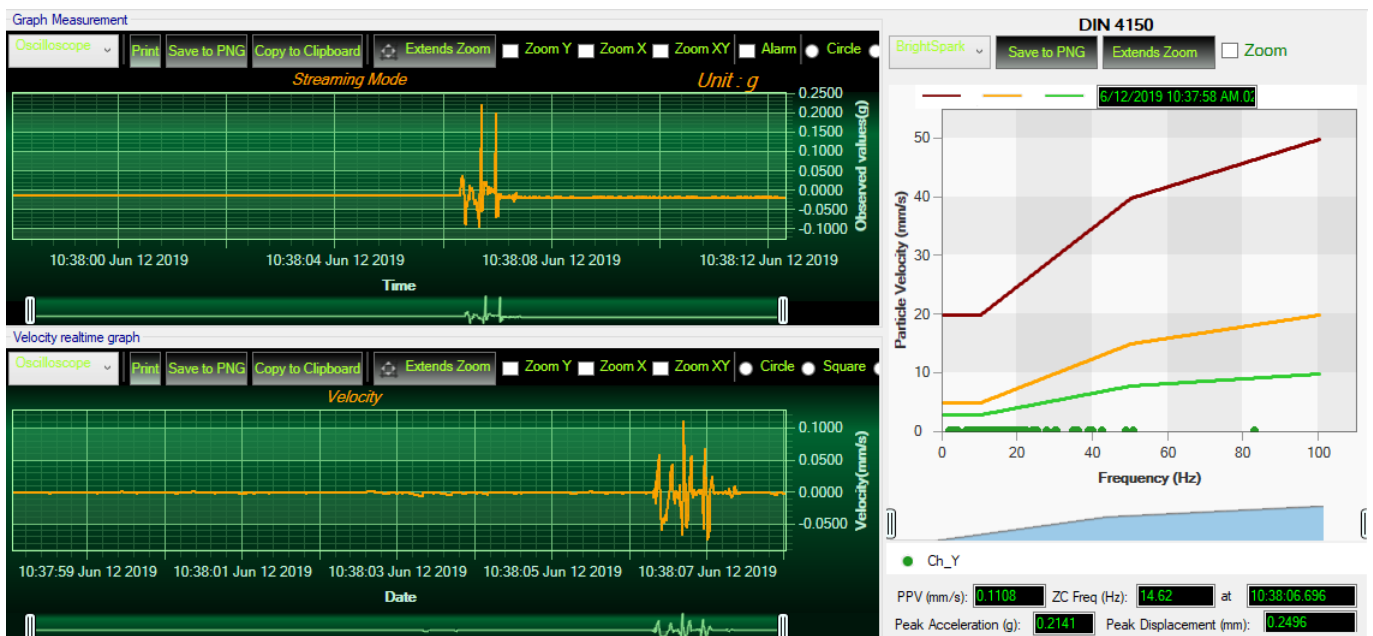 Graph Measurement
Oscilloscope Print Save to PNG Copy to Clipboard Extends Zoom Zoom Y Zoom X Zoom XY Alarm Circle
Streaming Mode Unit : g
0.2500
0.2000
0.1500
0.1000
0.0500
0.0000
-0.0500
-0.1000
Observed values(g)
10:38:00 Jun 12 2019 10:38:04 Jun 12 2019 10:38:08 Jun 12 2019 10:38:12 Jun 12 2019
Time
Velocity realtime graph
Oscilloscope Print Save to PNG Copy to Clipboard Extends Zoom Zoom Y Zoom X Zoom XY Circle Square
Velocity
0.1000
0.0500
0.0000
-0.0500
Velocity(mm/s)
10:37:59 Jun 12 2019 10:38:01 Jun 12 2019 10:38:03 Jun 12 2019 10:38:05 Jun 12 2019 10:38:07 Jun 12 2019
Date
DIN 4150
BrightSpark Save to PNG Extends Zoom Zoom
6/12/2019 10:37:58 AM.02
50
40
30
20
10
0
Particle Velocity (mm/s)
0 20 40 60 80 100
Frequency (Hz)
Ch_Y
PPV (mm/s): 0.1108 ZC Freq (Hz): 14.62 at 10:38:06.696
Peak Acceleration (g): 0.2141 Peak Displacement (mm): 0.2496